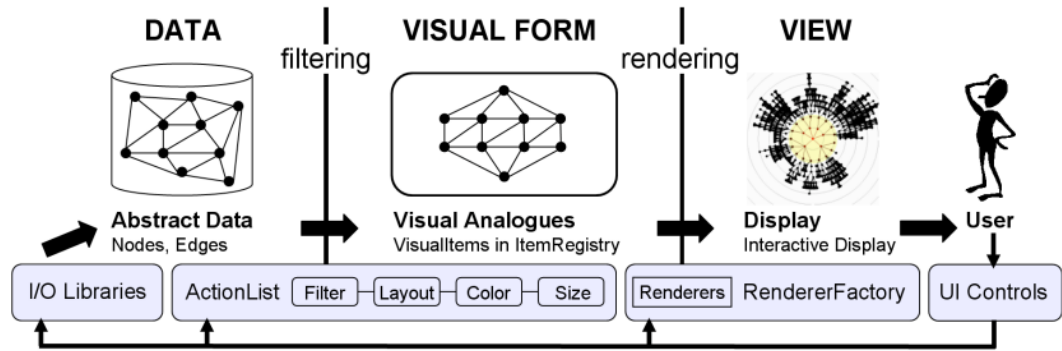 DATA
VISUAL FORM
VIEW
filtering
rendering
Abstract Data
Nodes, Edges
Visual Analogues
VisualItems in ItemRegistry
Display
Interactive Display
User
I/O Libraries
ActionList
Filter
Layout
Color
Size
Renderers
RendererFactory
UI Controls